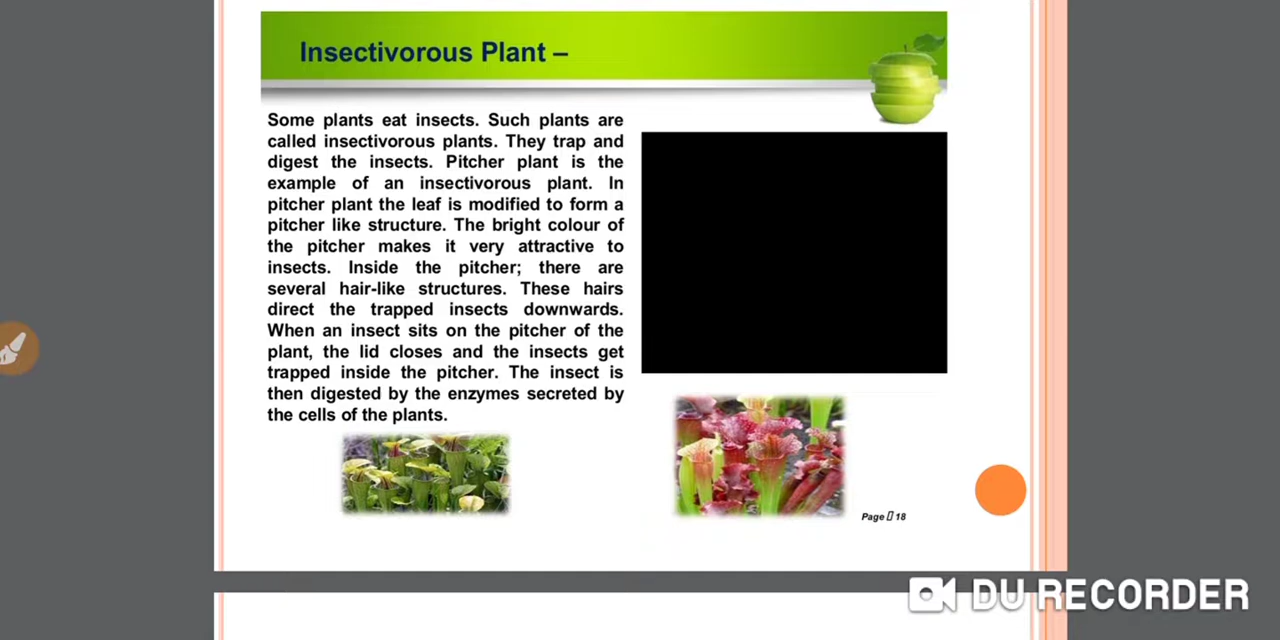 Insectivorous Plant –
Some plants eat insects. Such plants are
called insectivorous plants. They trap and
digest the insects. Pitcher plant is the
example of an insectivorous plant. In
pitcher plant the leaf is modified to form a
pitcher like structure. The bright colour of
the pitcher makes it very attractive to
insects. Inside the pitcher; there are
several hair-like structures. These hairs
direct the trapped insects downwards.
When an insect sits on the pitcher of the
plant, the lid closes and the insects get
trapped inside the pitcher. The insect is
then digested by the enzymes secreted by
the cells of the plants.
Page 18
DU RECORDER